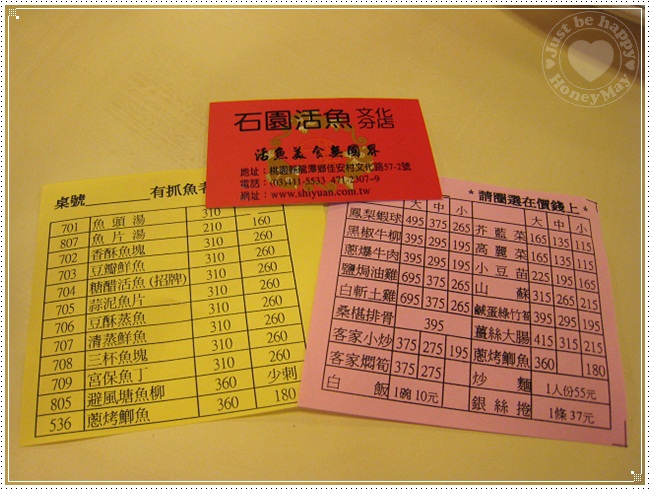 Just be happy
HoneyMay
石園活魚 文化分店
活魚美食無國界
地址：桃園縣龍潭鄉佳安村文化路57-2號
電話：(03)411-5533 471-2307~9
網址：www.shiyuan.com.tw
桌號 有抓魚者
701 魚頭湯 310
807 魚片湯 210 160
702 香酥魚塊 310 260
703 豆瓣鮮魚 310 260
704 糖醋活魚(招牌) 310 260
705 蒜泥魚片 310 260
706 豆酥蒸魚 310 260
707 清蒸鮮魚 310 260
708 三杯魚塊 310 260
709 宮保魚丁 310 260
805 避風塘魚柳 360 少刺
536 蔥烤鯽魚 360 180
*請圈選在價錢上*
大 中 小 大 中 小
鳳梨蝦球 495 375 265 芥藍菜 165 135 115
黑椒牛柳 395 295 195 高麗菜 165 135 115
蔥爆牛肉 395 295 195 小豆苗 225 195 165
鹽焗油雞 695 375 265 山蘇 315 265 215
白斬土雞 695 375 265 鹹蛋綠竹筍 395 295 195
桑椹排骨 395 薑絲大腸 415 315 215
客家小炒 375 275 195 蔥烤鯽魚 360 180
客家燜筍 375 275 195 炒麵 1人份55元
白飯 1碗10元 銀絲捲 1條37元